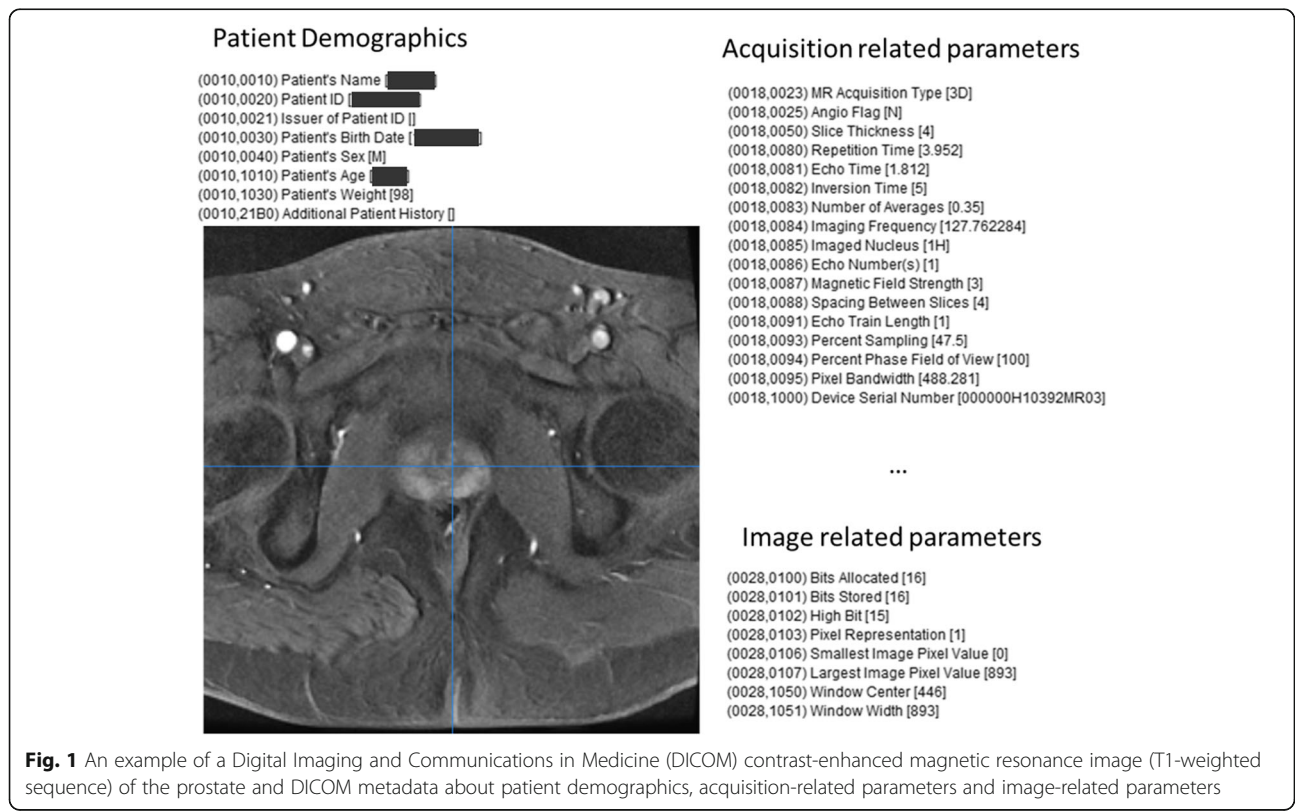 Patient Demographics
(0010,0010) Patient's Name []
(0010,0020) Patient ID []
(0010,0021) Issuer of Patient ID []
(0010,0030) Patient's Birth Date []
(0010,0040) Patient's Sex [M]
(0010,1010) Patient's Age []
(0010,1030) Patient's Weight [98]
(0010,21B0) Additional Patient History []
Acquisition related parameters
(0018,0023) MR Acquisition Type [3D]
(0018,0025) Angio Flag [N]
(0018,0050) Slice Thickness [4]
(0018,0080) Repetition Time [3.952]
(0018,0081) Echo Time [1.812]
(0018,0082) Inversion Time [5]
(0018,0083) Number of Averages [0.35]
(0018,0084) Imaging Frequency [127.762284]
(0018,0085) Imaged Nucleus [1H]
(0018,0086) Echo Number(s) [1]
(0018,0087) Magnetic Field Strength [3]
(0018,0088) Spacing Between Slices [4]
(0018,0091) Echo Train Length [1]
(0018,0093) Percent Sampling [47.5]
(0018,0094) Percent Phase Field of View [100]
(0018,0095) Pixel Bandwidth [488.281]
(0018,1000) Device Serial Number [000000H10392MR03]
...
Image related parameters
(0028,0100) Bits Allocated [16]
(0028,0101) Bits Stored [16]
(0028,0102) High Bit [15]
(0028,0103) Pixel Representation [1]
(0028,0106) Smallest Image Pixel Value [0]
(0028,0107) Largest Image Pixel Value [893]
(0028,1050) Window Center [446]
(0028,1051) Window Width [893]
Fig. 1 An example of a Digital Imaging and Communications in Medicine (DICOM) contrast-enhanced magnetic resonance image (T1-weighted
sequence) of the prostate and DICOM metadata about patient demographics, acquisition-related parameters and image-related parameters